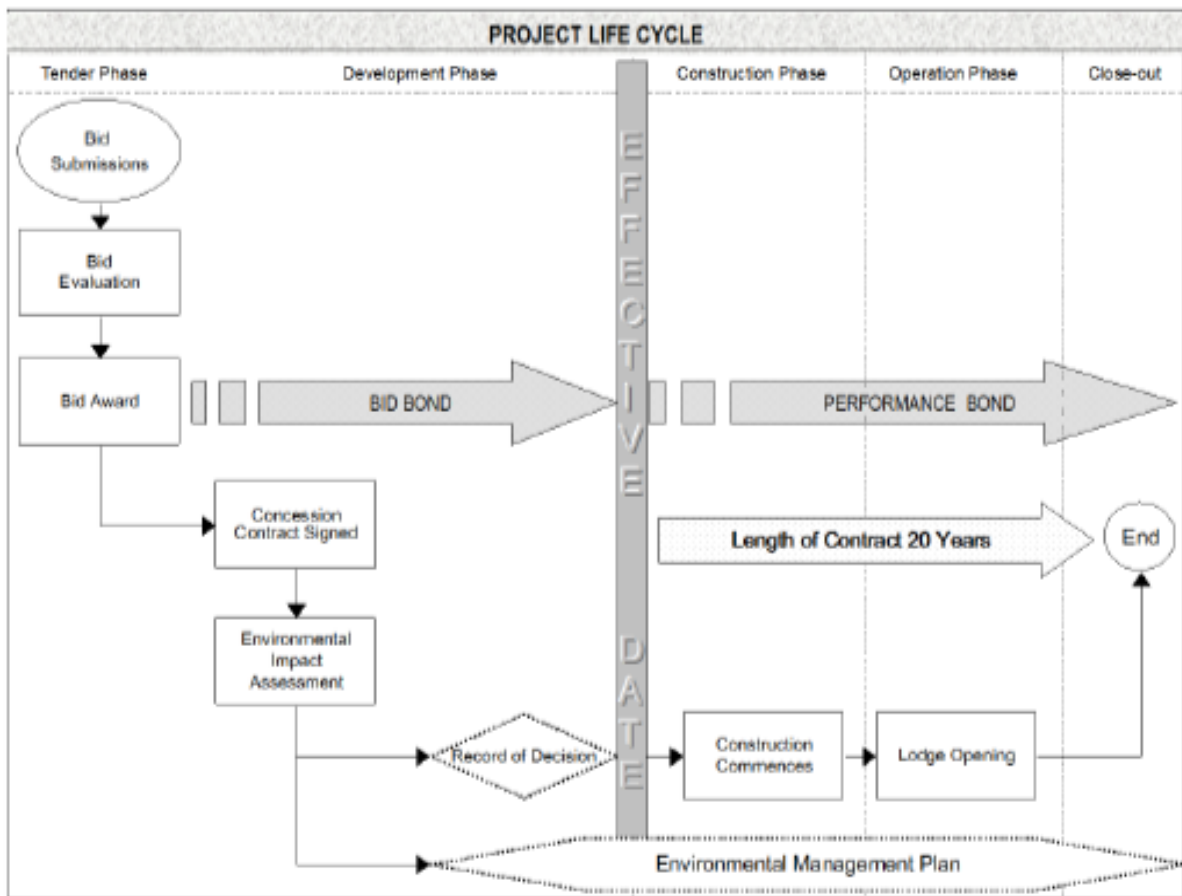 PROJECT LIFE CYCLE
Tender Phase
Development Phase
Construction Phase
Operation Phase
Close-out
Bid
Submissions
Bid
Evaluation
Bid Award
BID BOND
EFFECTIVE DATE
PERFORMANCE BOND
Concession
Contract Signed
Length of Contract 20 Years
End
Environmental
Impact
Assessment
Record of Decision
Construction
Commences
Lodge Opening
Environmental Management Plan